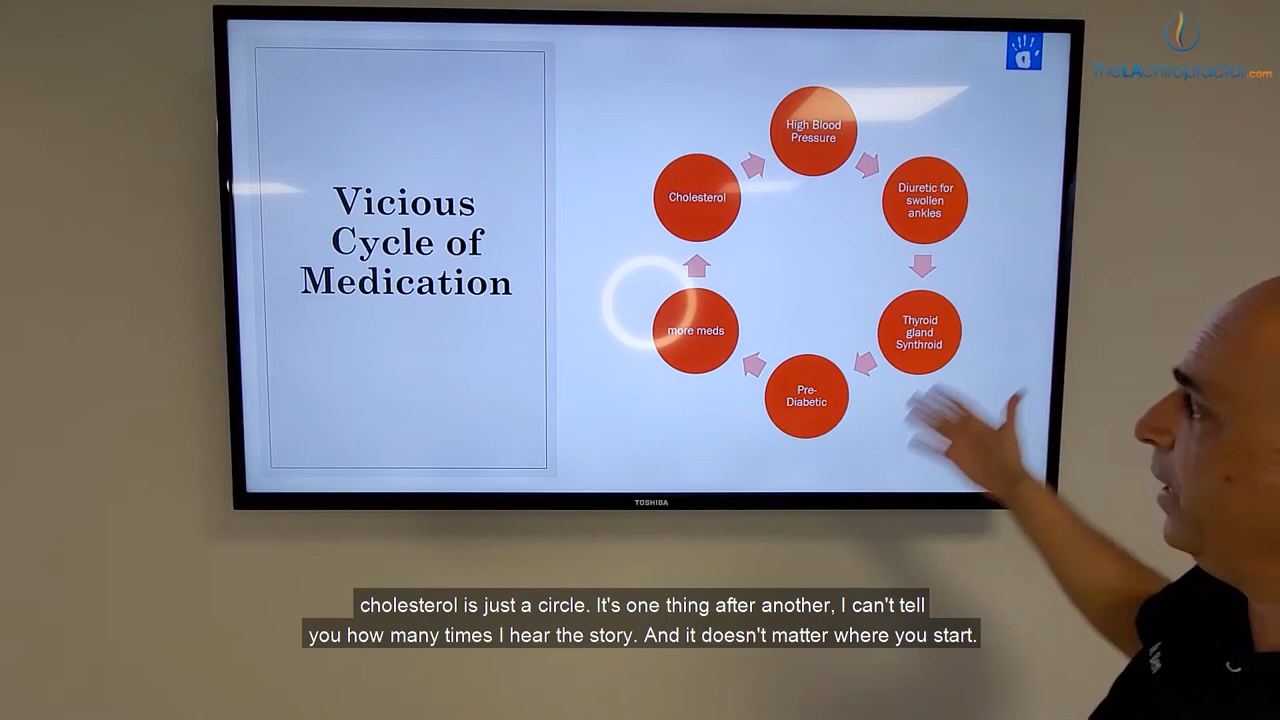 TheLAchiropractor.com
Vicious
Cycle of
Medication
High Blood
Pressure
Diuretic for
swollen
ankles
Thyroid
gland
Synthroid
Pre-
Diabetic
more meds
Cholesterol
TOSHIBA
cholesterol is just a circle. It's one thing after another, I can't tell
you how many times I hear the story. And it doesn't matter where you start.